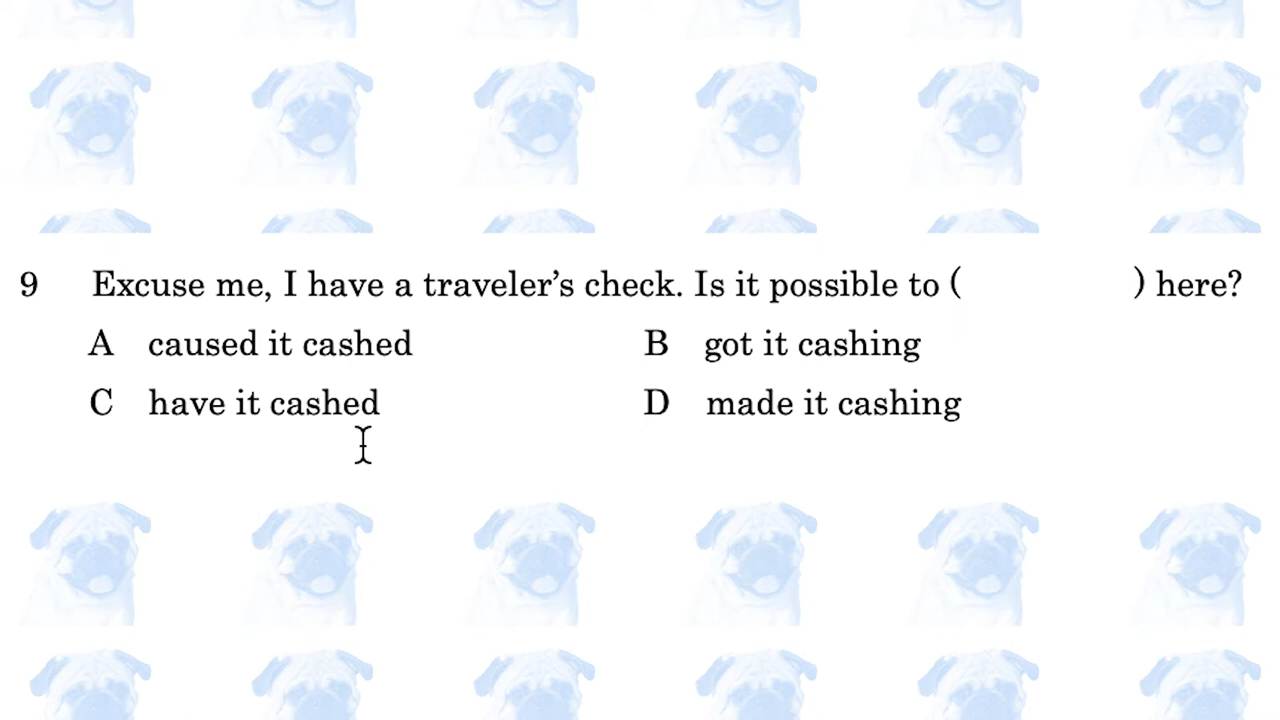 9 Excuse me, I have a traveler’s check. Is it possible to ( ) here?
A caused it cashed B got it cashing
C have it cashed D made it cashing